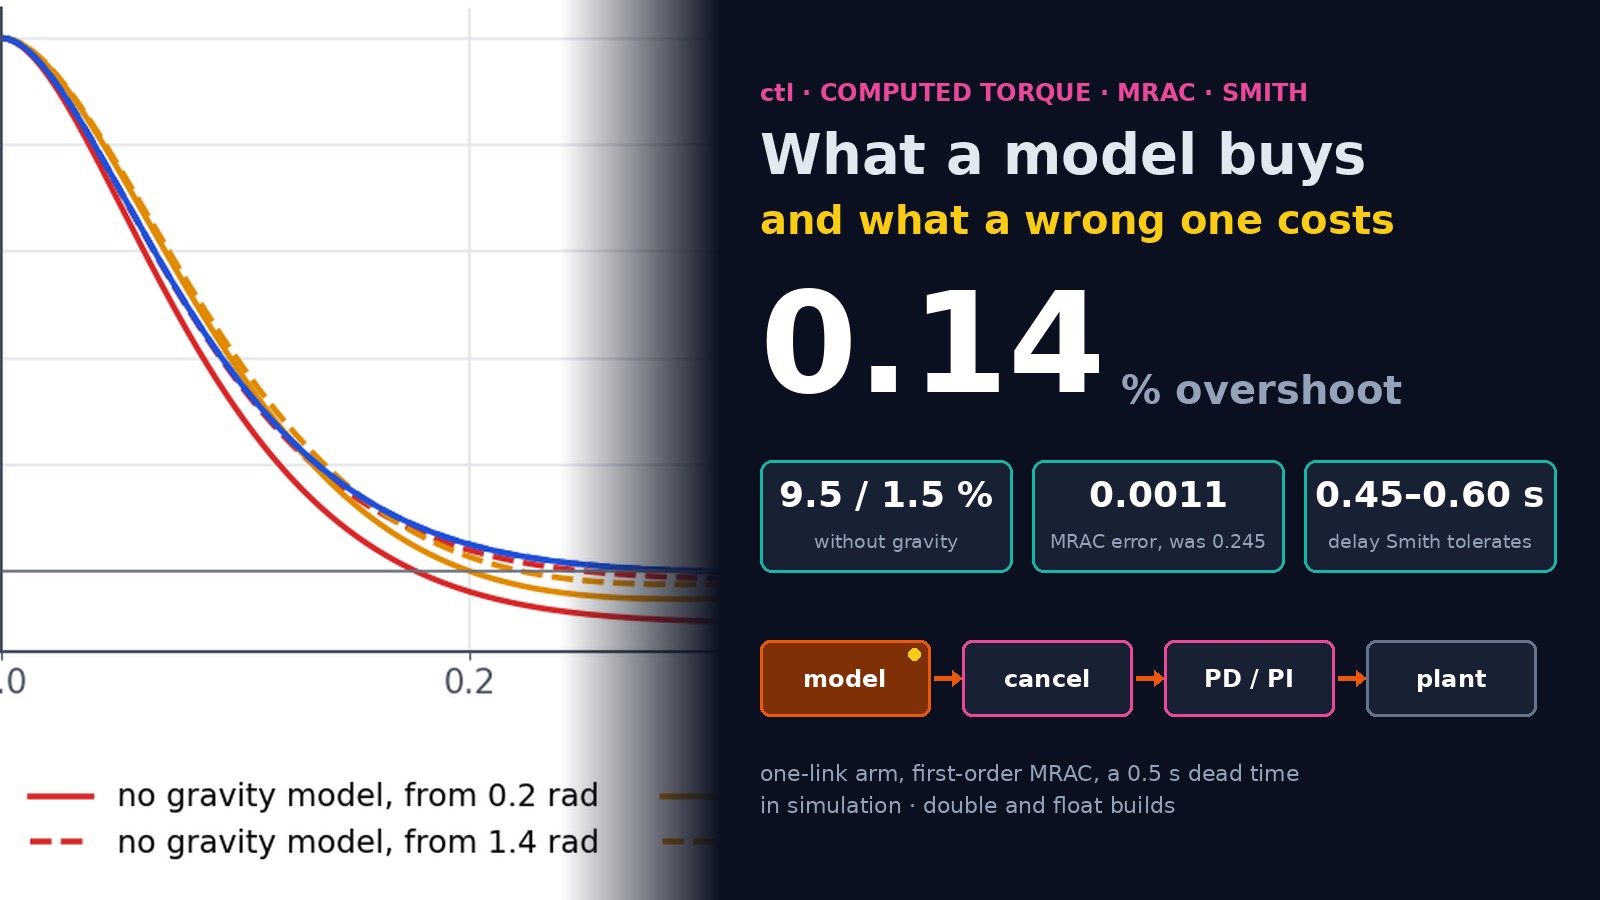 ctl · COMPUTED TORQUE · MRAC · SMITH
What a model buys
and what a wrong one costs
0.14 % overshoot
9.5 / 1.5 %
without gravity
0.0011
MRAC error, was 0.245
0.45–0.60 s
delay Smith tolerates
model
cancel
PD / PI
plant
one-link arm, first-order MRAC, a 0.5 s dead time
in simulation · double and float builds
.0
0.2
no gravity model, from 0.2 rad
no gravity model, from 1.4 rad